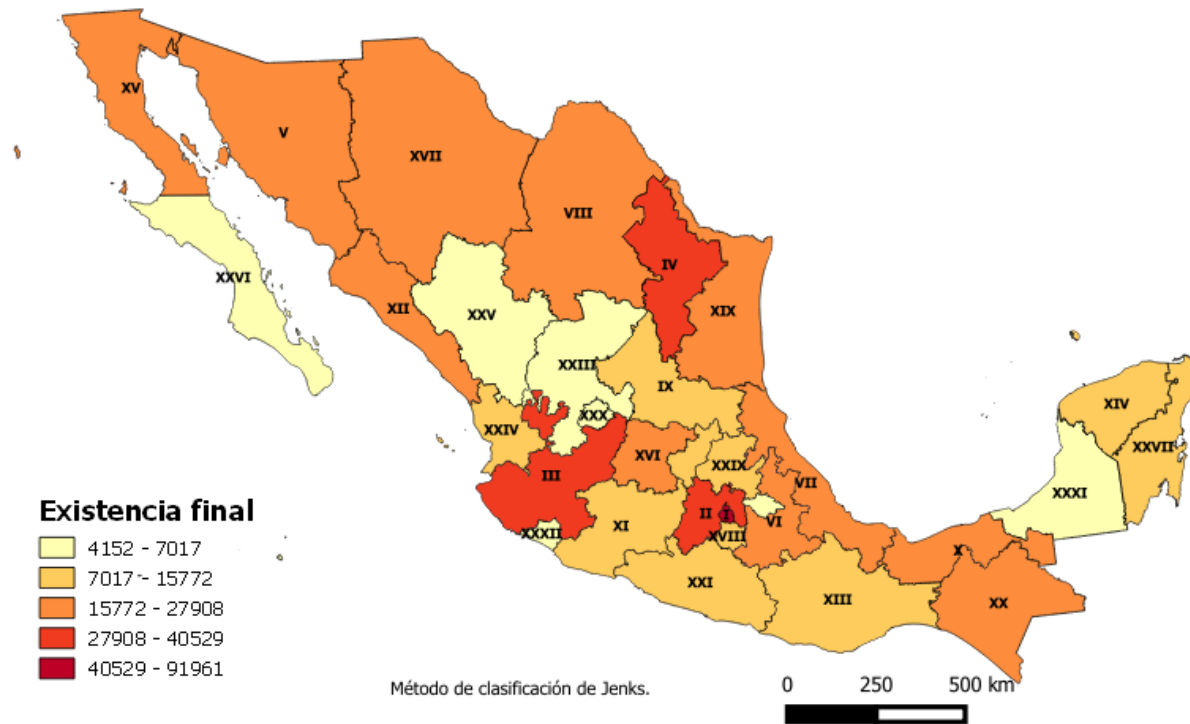 XV
V
XVII
VIII
IV
XXVI
XII
XIX
XXV
XXIII
IX
XXX
XXIV
XIV
XXVII
XVI
XXIX
III
VII
XXXI
II
I
VI
XI
XXXII
XVIII
X
XXI
XIII
XX
Existencia final
4152 - 7017
7017 - 15772
15772 - 27908
27908 - 40529
40529 - 91961
Método de clasificación de Jenks.
0 250 500 km